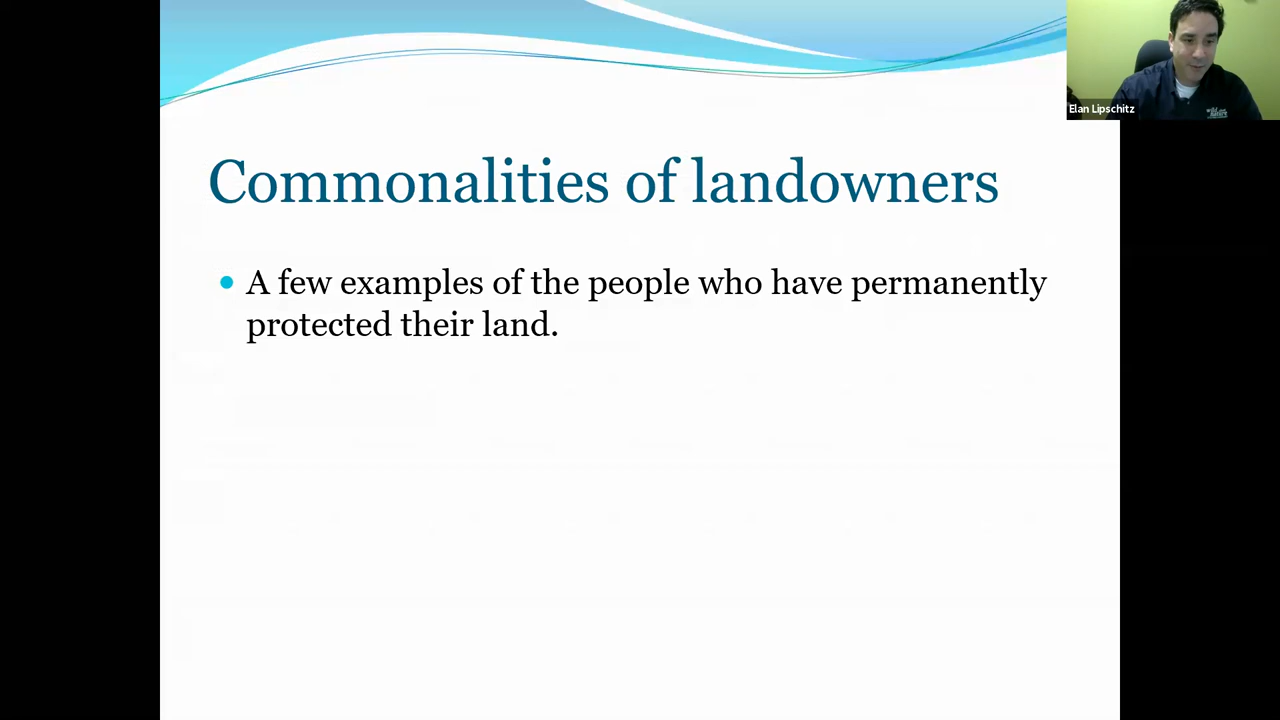 Elan Lipschitz
Commonalities of landowners
A few examples of the people who have permanently
protected their land.